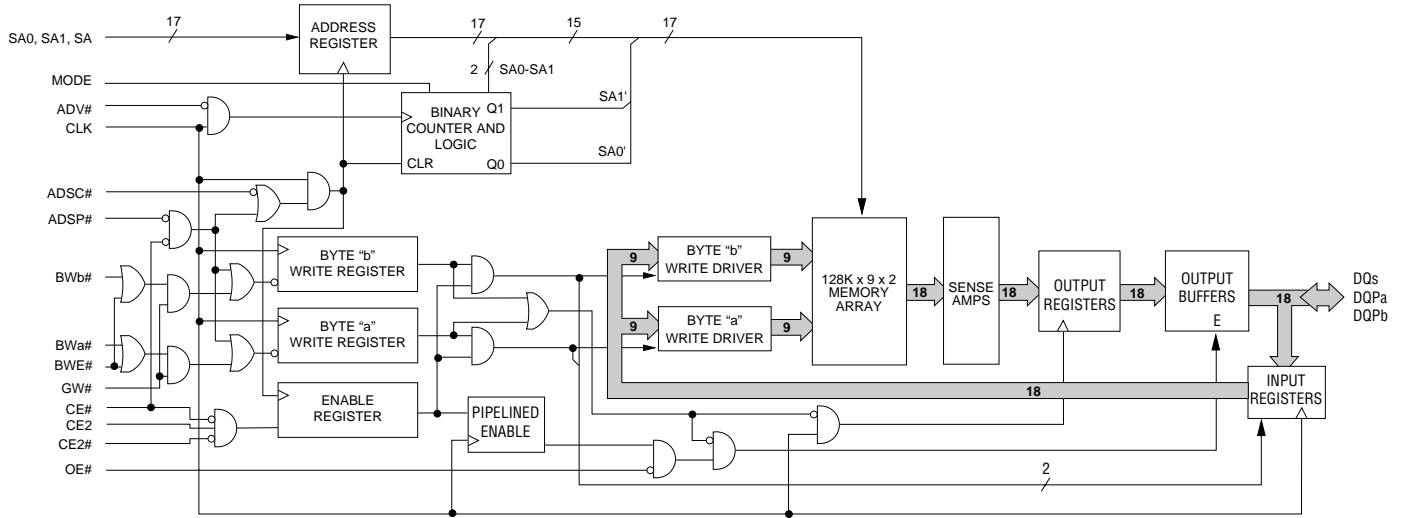 17
SA0, SA1, SA
ADDRESS
REGISTER
17
15
17
2
SA0-SA1
MODE
ADV#
CLK
BINARY
COUNTER AND
LOGIC
Q1
CLR
Q0
SA1'
SA0'
ADSC#
ADSP#
BWb#
BYTE “b”
WRITE REGISTER
9
BYTE “b”
WRITE DRIVER
9
128K x 9 x 2
MEMORY
ARRAY
18
SENSE
AMPS
18
OUTPUT
REGISTERS
18
OUTPUT
BUFFERS
E
18
DQs
DQPa
DQPb
BWa#
BWE#
BYTE “a”
WRITE REGISTER
9
BYTE “a”
WRITE DRIVER
9
GW#
CE#
CE2
CE2#
ENABLE
REGISTER
PIPELINED
ENABLE
18
INPUT
REGISTERS
OE#
2